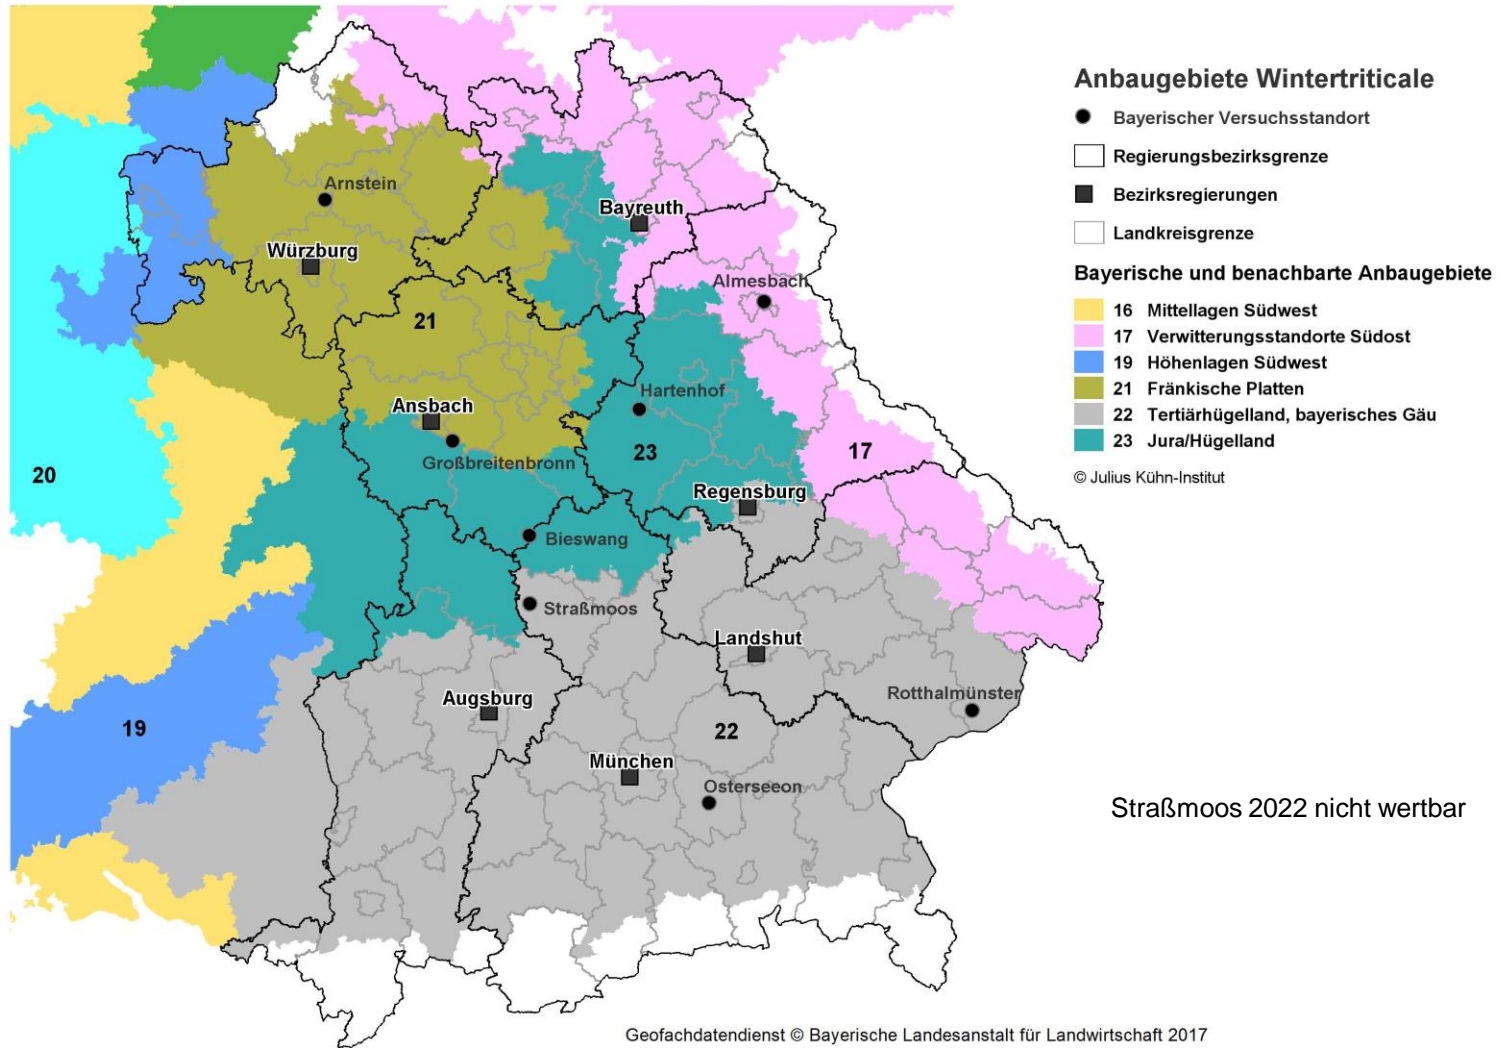 Anbaugebiete Wintertriticale
Bayerischer Versuchsstandort
Regierungsbezirksgrenze
Bezirksregierungen
Landkreisgrenze
Bayerische und benachbarte Anbaugebiete
16 Mittellagen Südwest
17 Verwitterungsstandorte Südost
19 Höhenlagen Südwest
21 Fränkische Platten
22 Tertiärhügelland, bayerisches Gäu
23 Jura/Hügelland
© Julius Kühn-Institut
Arnstein
Bayreuth
Würzburg
Almesbach
21
Hartenhof
Ansbach
Großbreitenbronn
23
17
20
Regensburg
Bieswang
Straßmoos
Landshut
Rotthalmünster
Augsburg
19
22
München
Osterseeon
Straßmoos 2022 nicht wertbar
Geofachdatendienst © Bayerische Landesanstalt für Landwirtschaft 2017